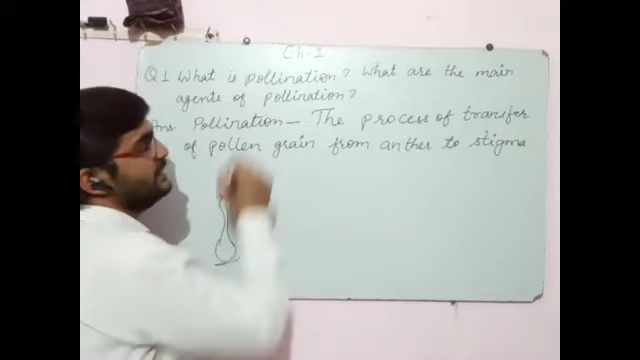 Ch-1
Q 1 What is pollination? What are the main
agents of pollination?
Ans Pollination— The process of transfer
of pollen grain from anther to stigma